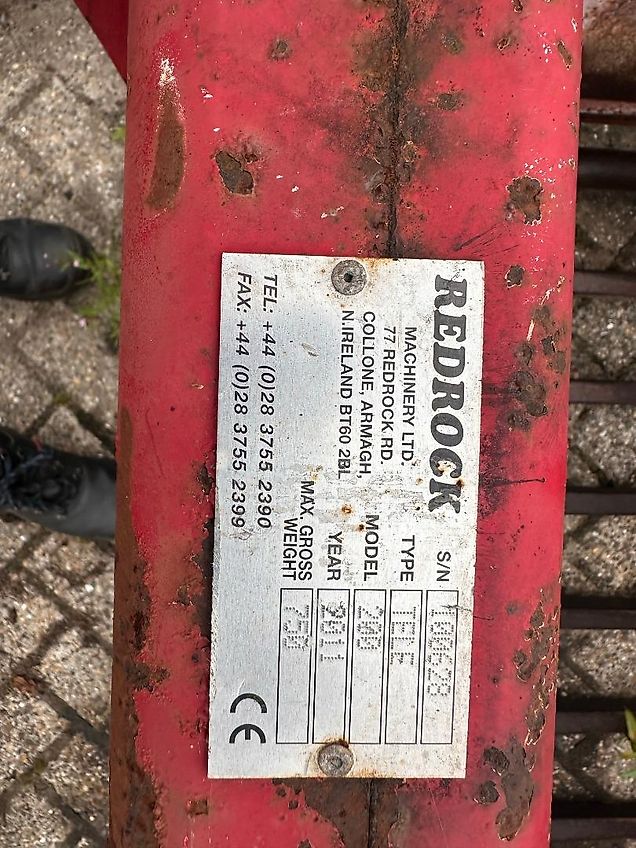 REDROCK
MACHINERY LTD.
77 REDROCK RD.
COLLONE, ARMAGH,
N.IRELAND BT60 2BL
S/N
TYPE TELE
MODEL 200
YEAR 2011
MAX. GROSS
WEIGHT 750
TEL: +44 (0)28 3755 2390
FAX: +44 (0)28 3755 2399
CE